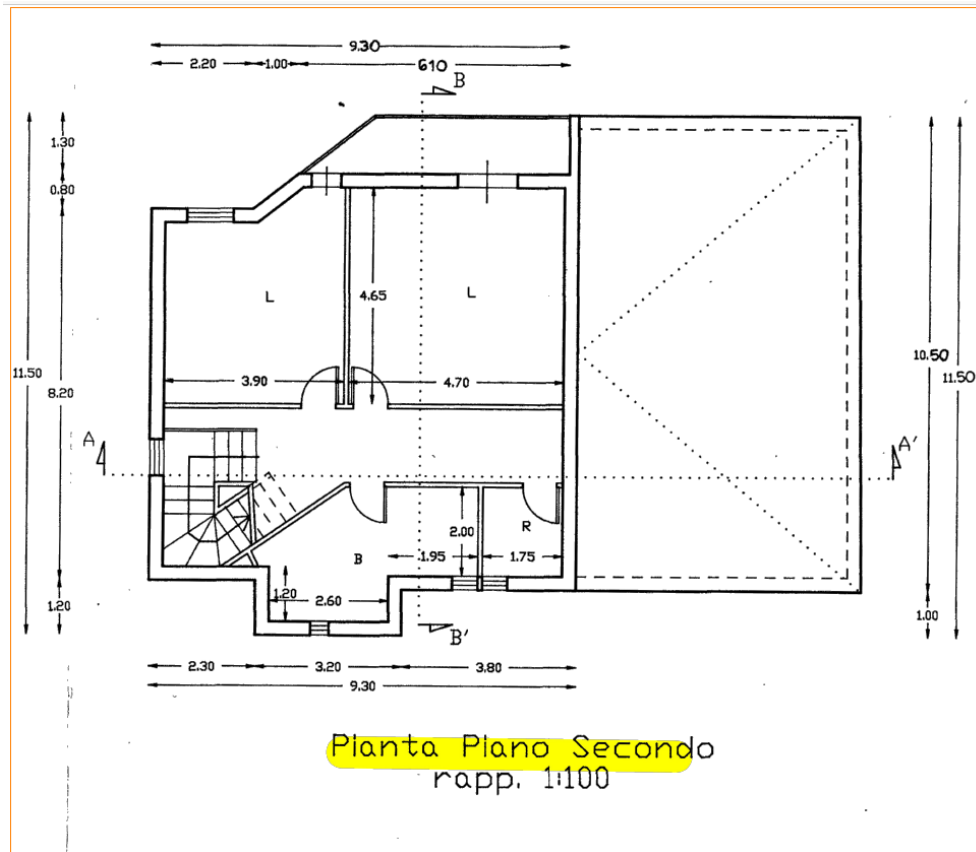 9.30
2.20 1.00 610
B
1.30
0.80
11.50
8.20
1.20
L
L
4.65
3.90
4.70
10.50
11.50
A
A'
B
2.00
R
1.95
1.75
1.20
2.60
B'
1.00
2.30 3.20 3.80
9.30
Pianta Piano Secondo
rapp. 1:100